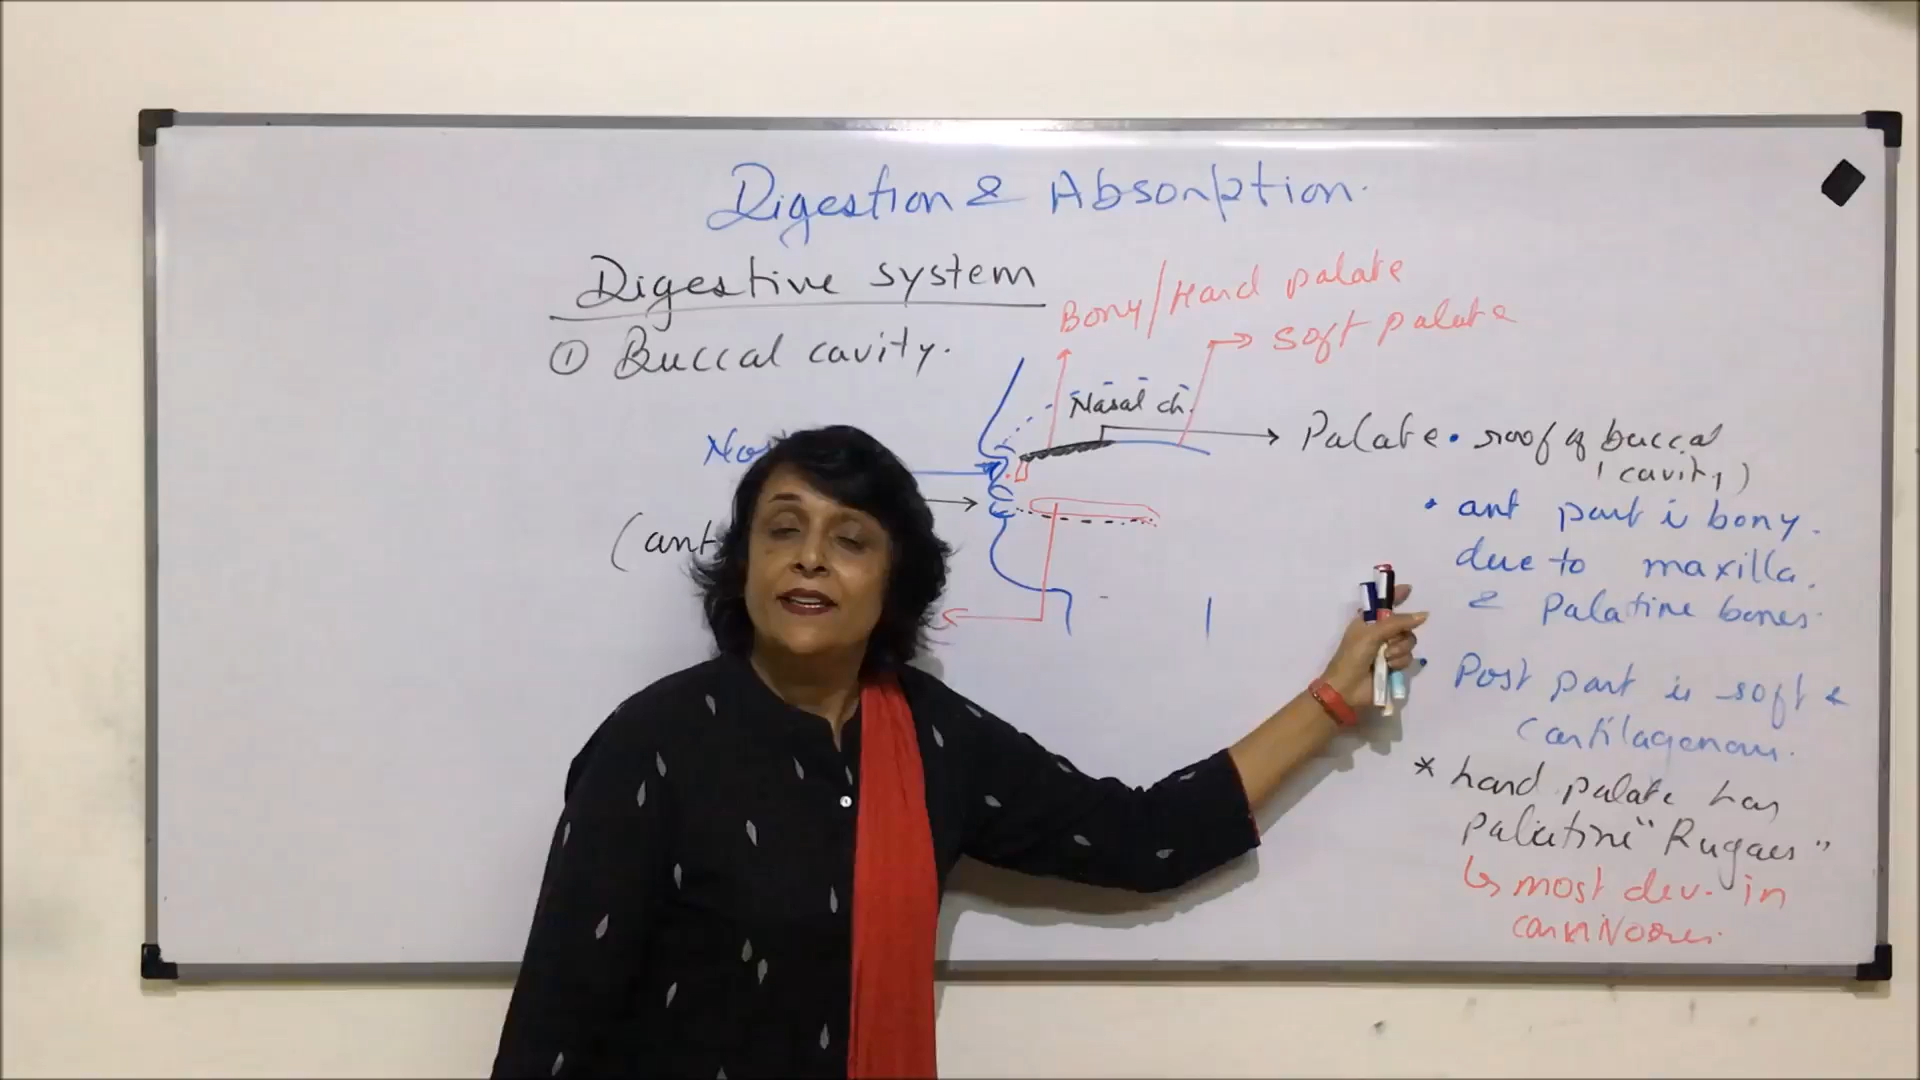 Digestion & Absorption.
Digestive system
① Buccal cavity.
Bony/Hard palate
soft palate
Nasal ch.
Palate • roof of buccal
(cavity)
(ant
• ant part is bony.
due to maxilla.
& Palatine bones.
• Post part is soft &
Cartilagenous.
* hard palate has
palatine "Rugaes"
↳ most dev. in
carnivores.